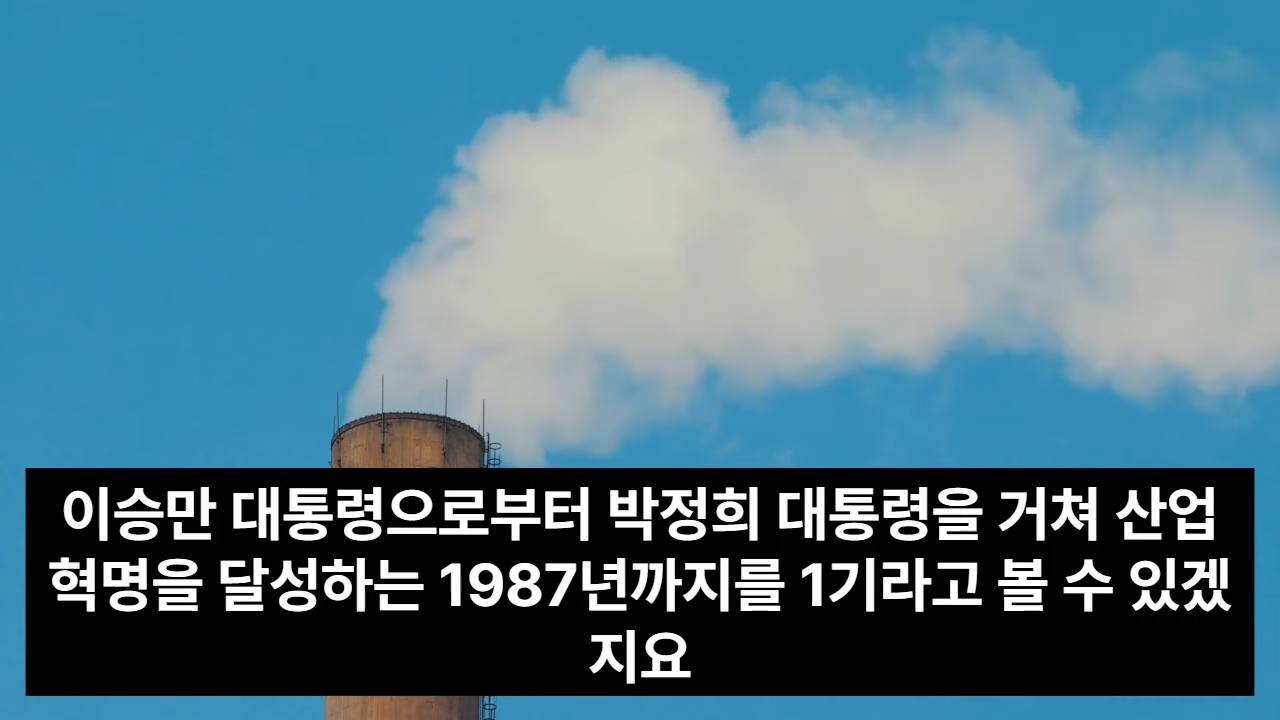 이승만 대통령으로부터 박정희 대통령을 거쳐 산업
혁명을 달성하는 1987년까지를 1기라고 볼 수 있겠
지요